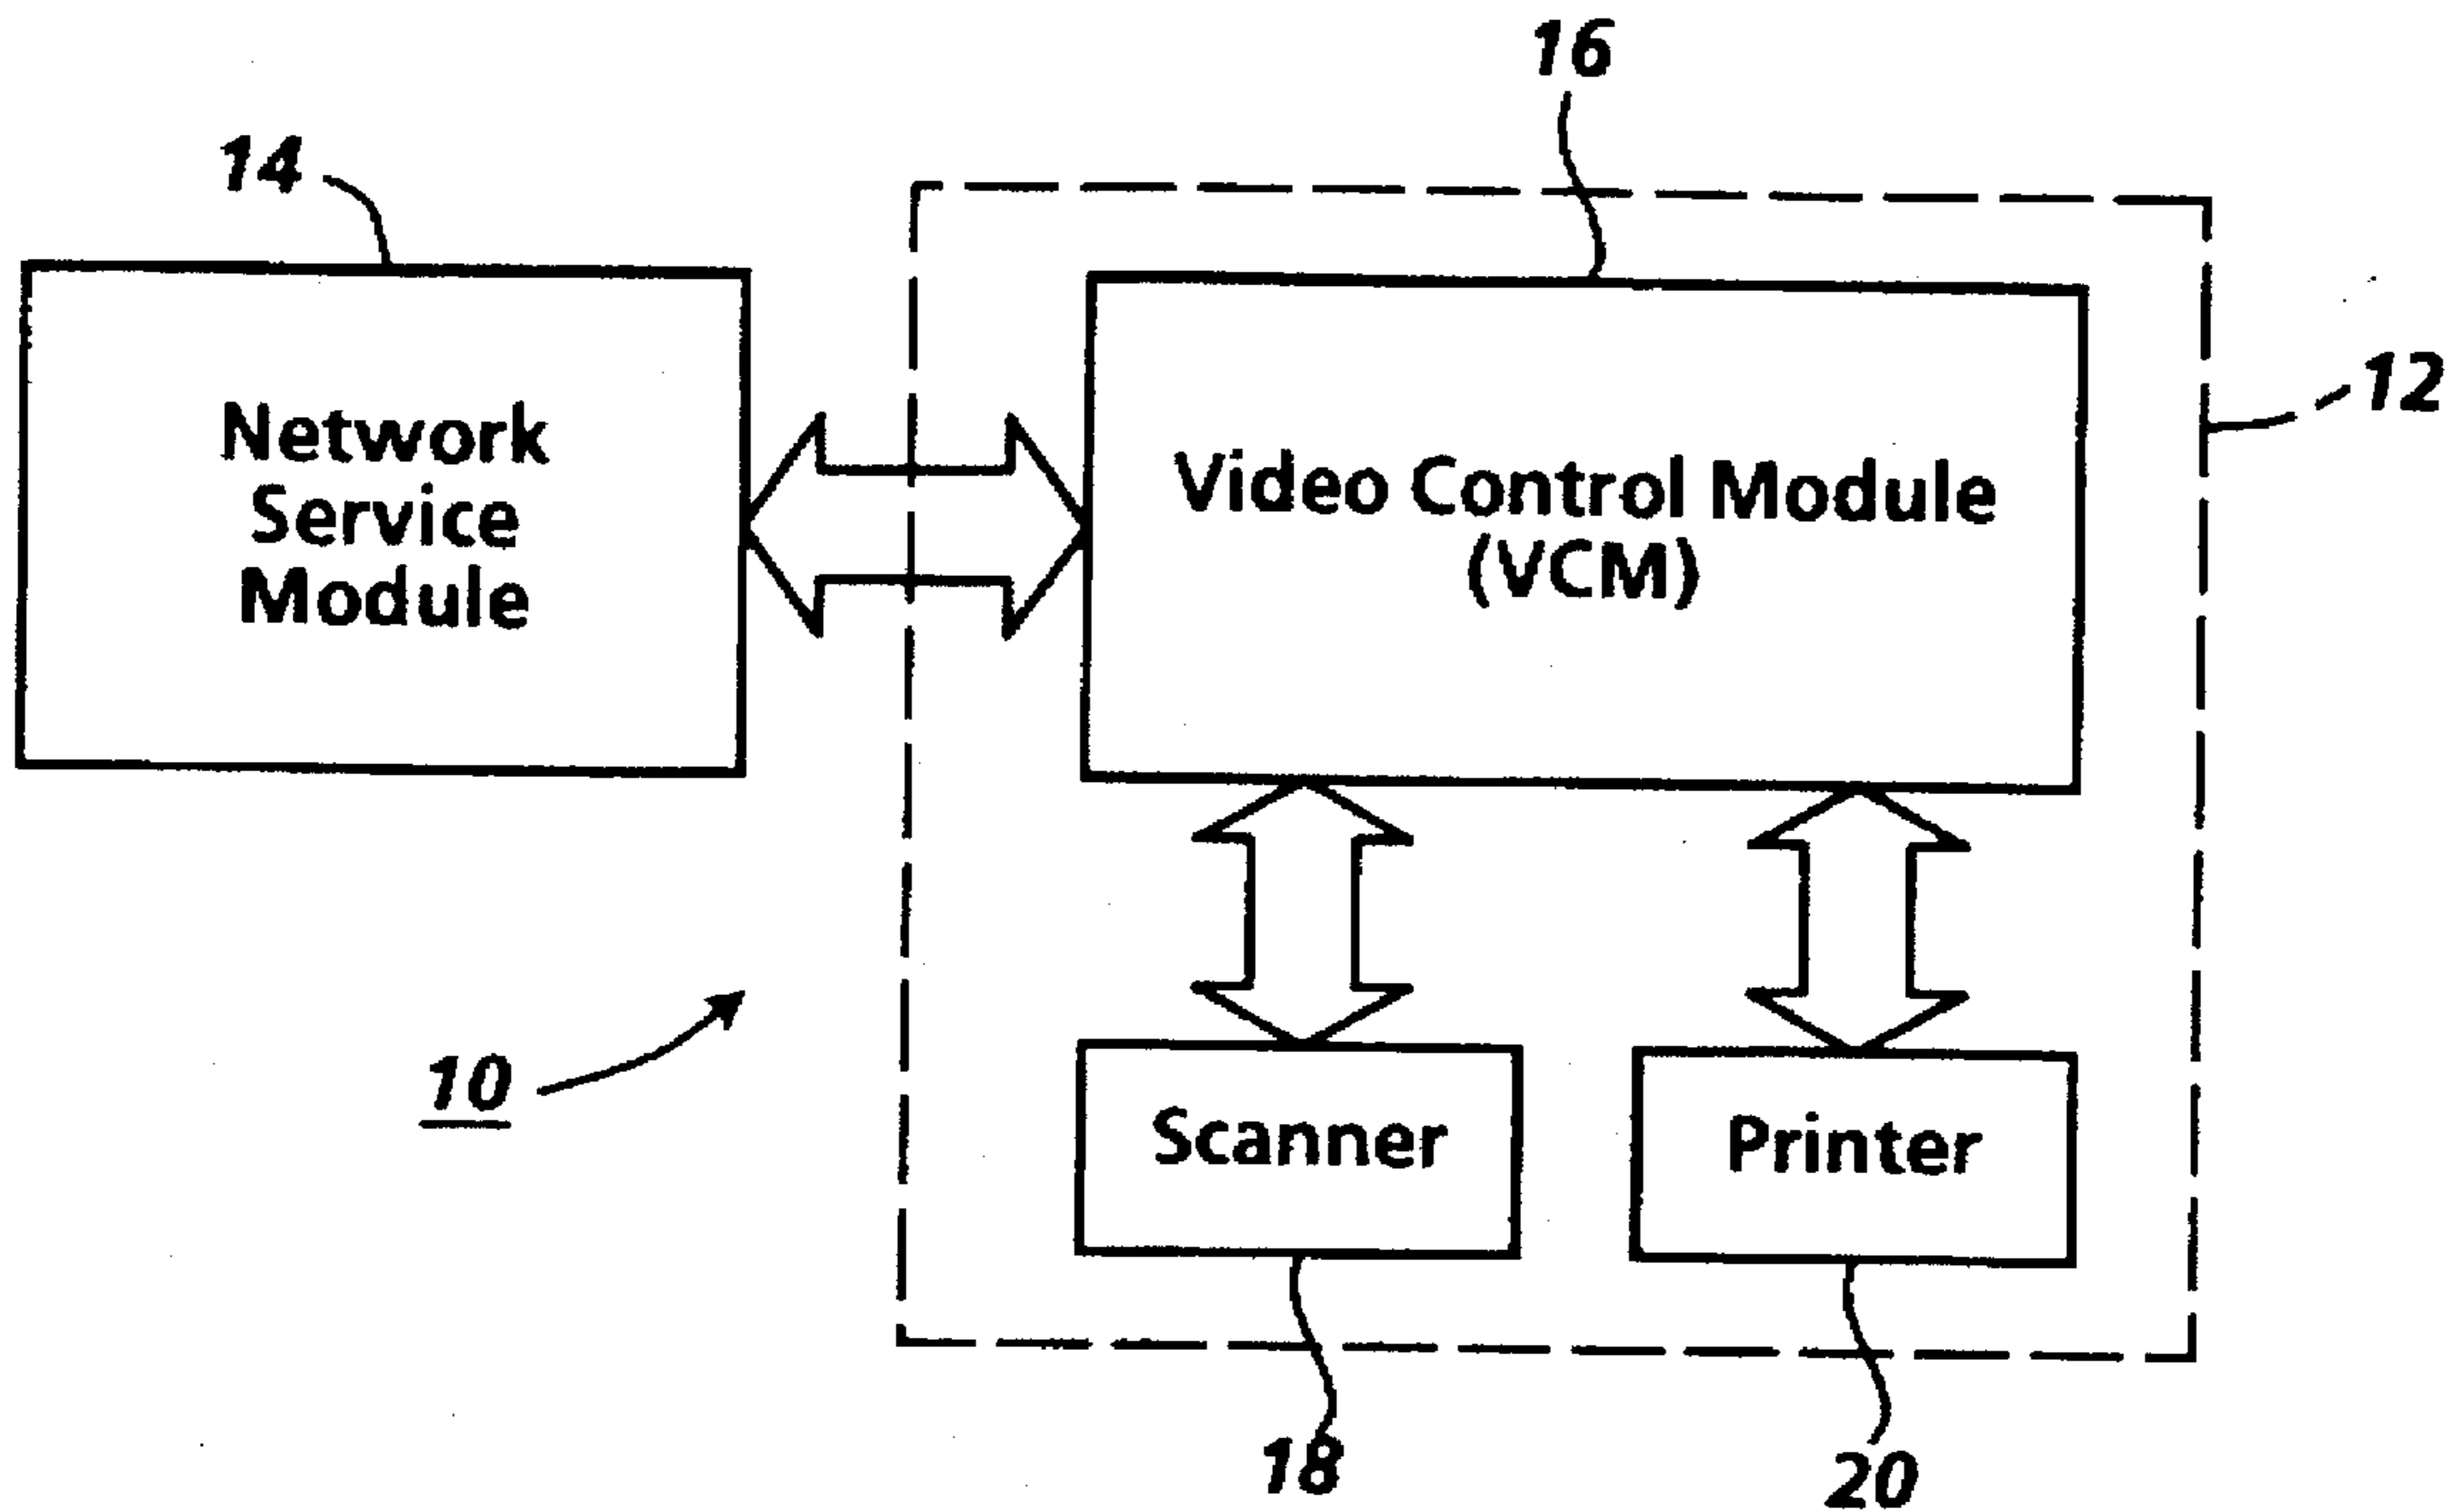 16
14
12
Network
Service
Module
Video Control Module
(VCM)
10
Scanner
Printer
18
20